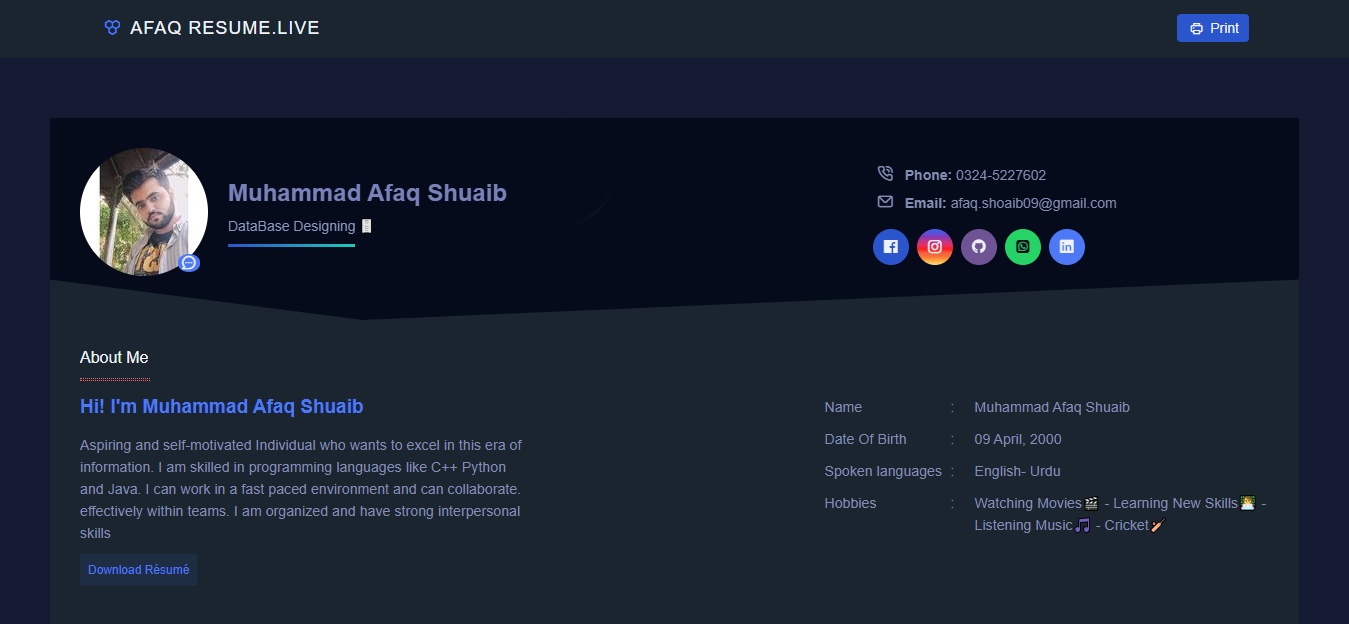 AFAQ RESUME.LIVE
Print
Muhammad Afaq Shuaib
DataBase Designing
Phone: 0324-5227602
Email: afaq.shoaib09@gmail.com
About Me
Hi! I'm Muhammad Afaq Shuaib
Aspiring and self-motivated Individual who wants to excel in this era of
information. I am skilled in programming languages like C++ Python
and Java. I can work in a fast paced environment and can collaborate.
effectively within teams. I am organized and have strong interpersonal
skills
Download Résumé
Name : Muhammad Afaq Shuaib
Date Of Birth : 09 April, 2000
Spoken languages : English- Urdu
Hobbies : Watching Movies🎬 - Learning New Skills👨‍🎓 -
Listening Music🎵 - Cricket🏏